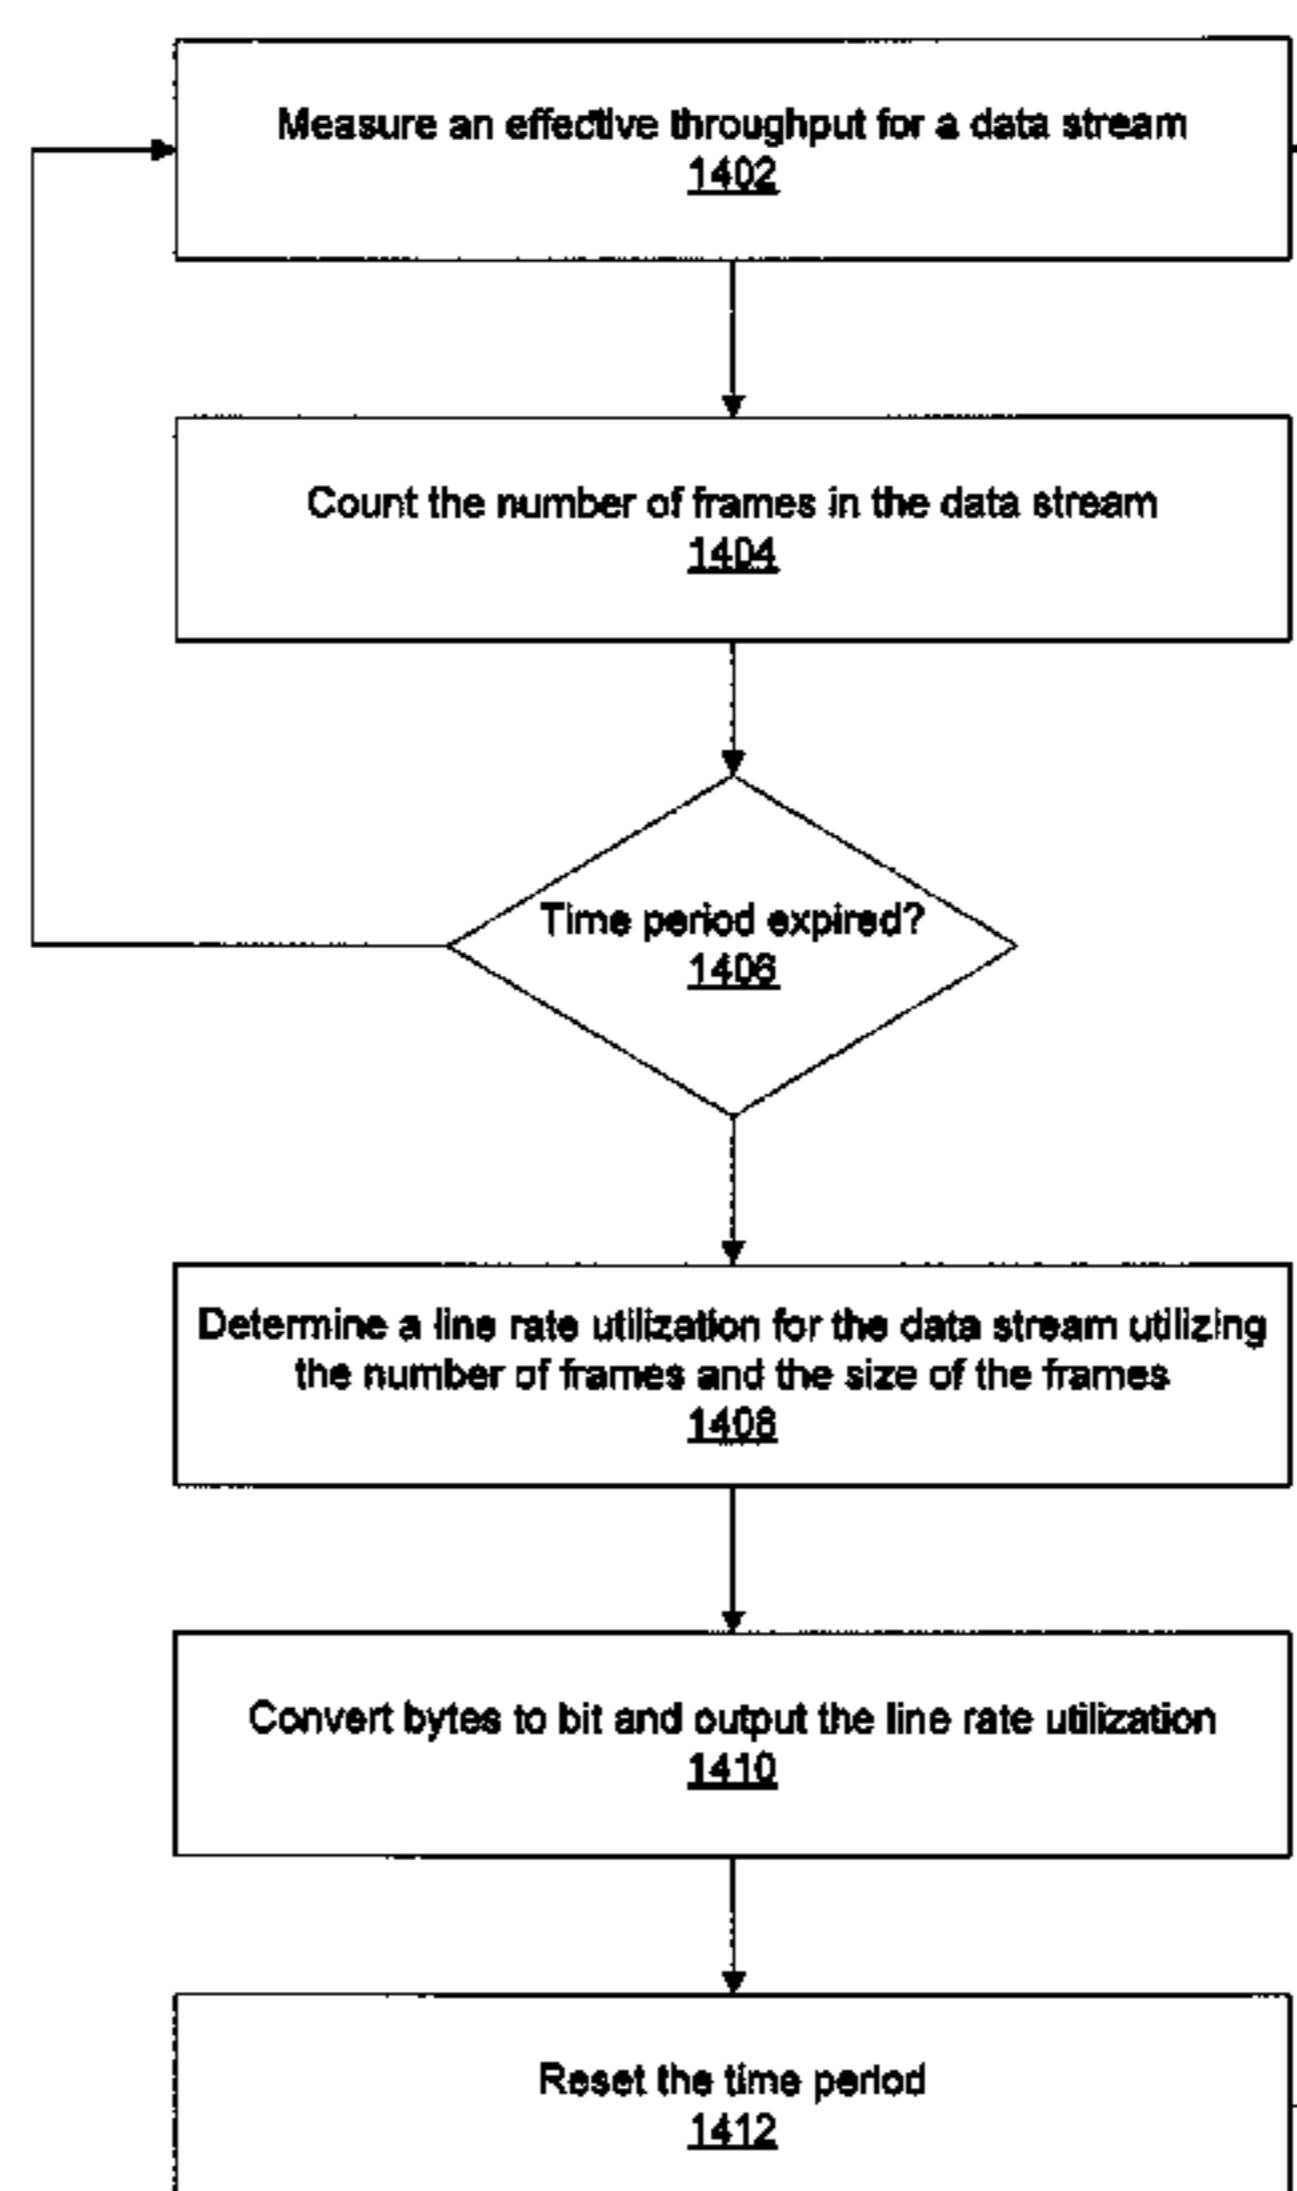 Measure an effective throughput for a data stream
1402
Count the number of frames in the data stream
1404
Time period expired?
1406
Determine a line rate utilization for the data stream utilizing
the number of frames and the size of the frames
1408
Convert bytes to bit and output the line rate utilization
1410
Reset the time period
1412